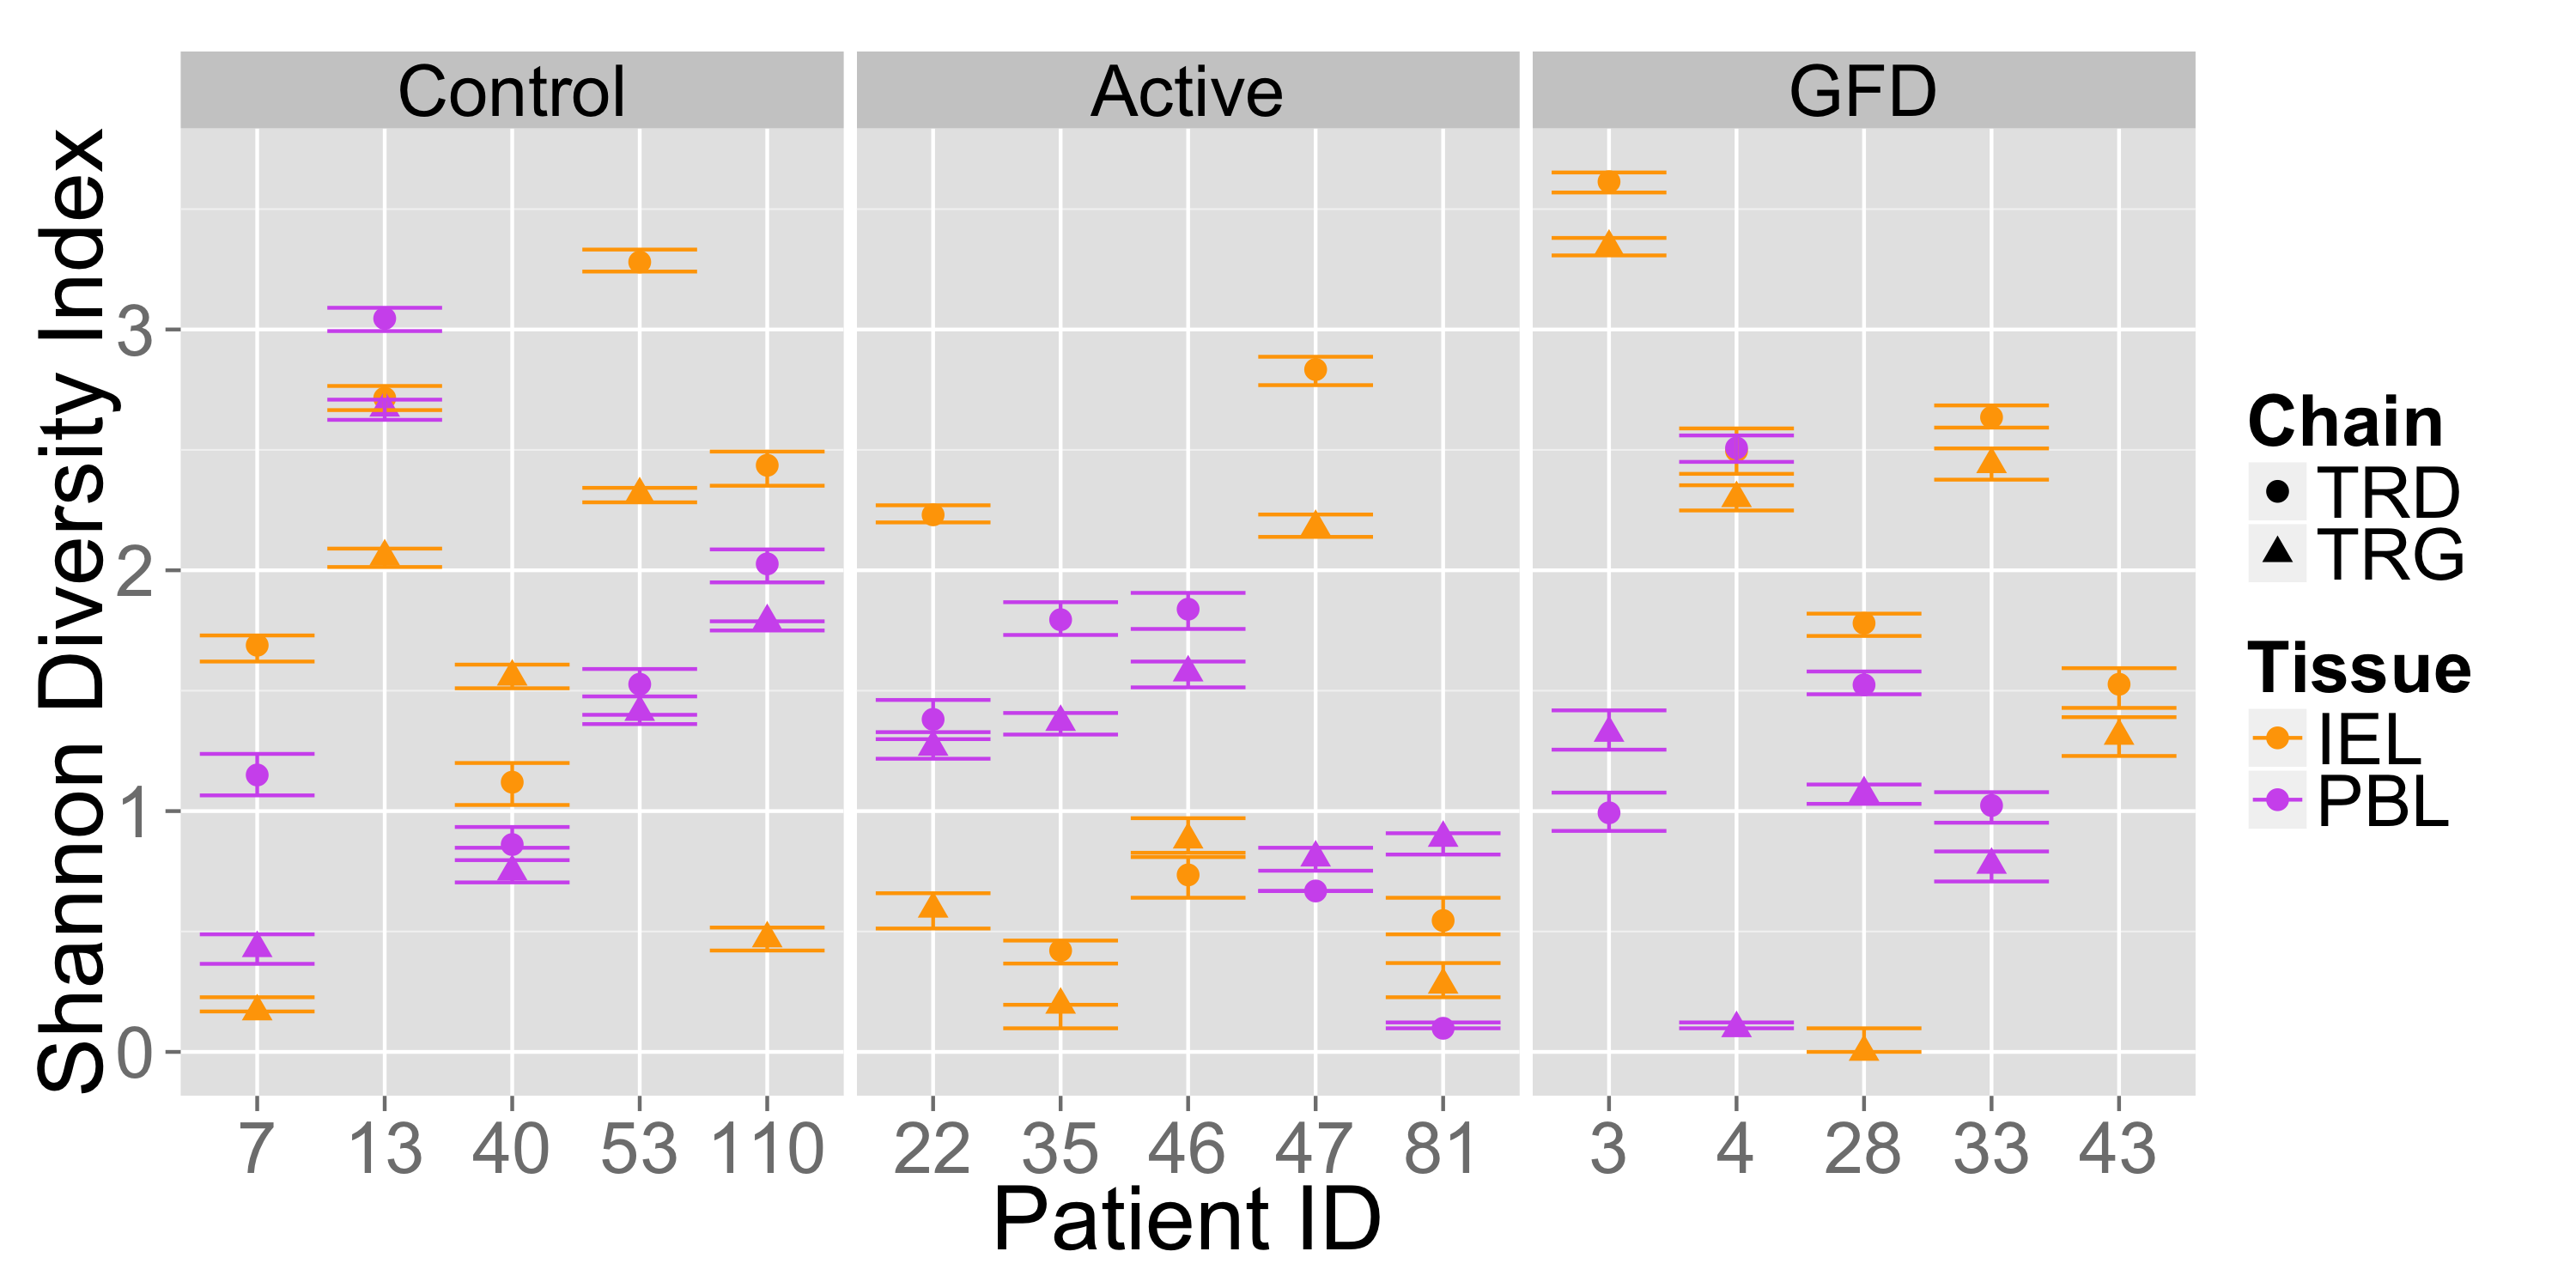 Control Active GFD
Shannon Diversity Index
3
2
1
0
7 13 40 53 110 22 35 46 47 81 3 4 28 33 43
Patient ID
Chain
TRD
TRG
Tissue
IEL
PBL